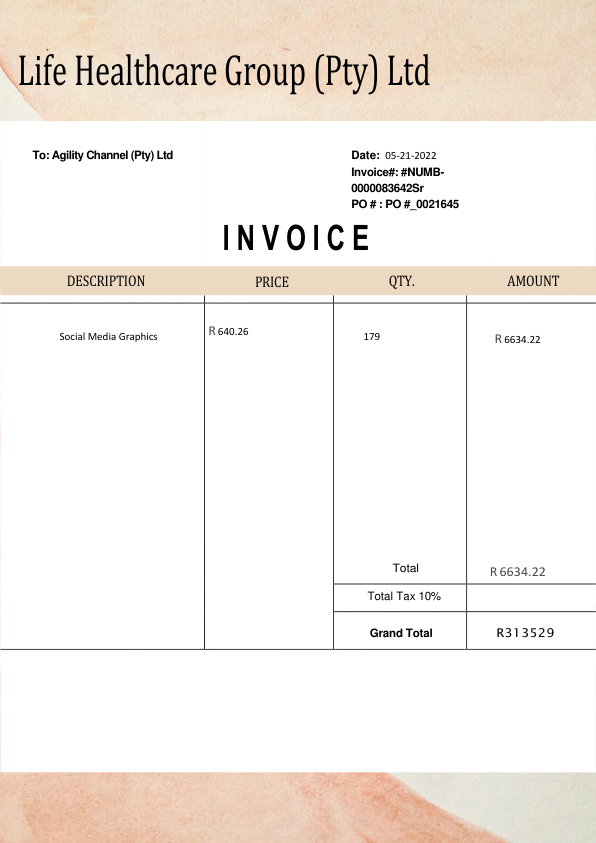 Life Healthcare Group (Pty) Ltd
To: Agility Channel (Pty) Ltd
Date: 05-21-2022
Invoice#: #NUMB-
0000083642Sr
PO # : PO #_0021645
INVOICE
DESCRIPTION PRICE QTY. AMOUNT
Social Media Graphics R 640.26 179 R 6634.22
Total R 6634.22
Total Tax 10%
Grand Total R313529